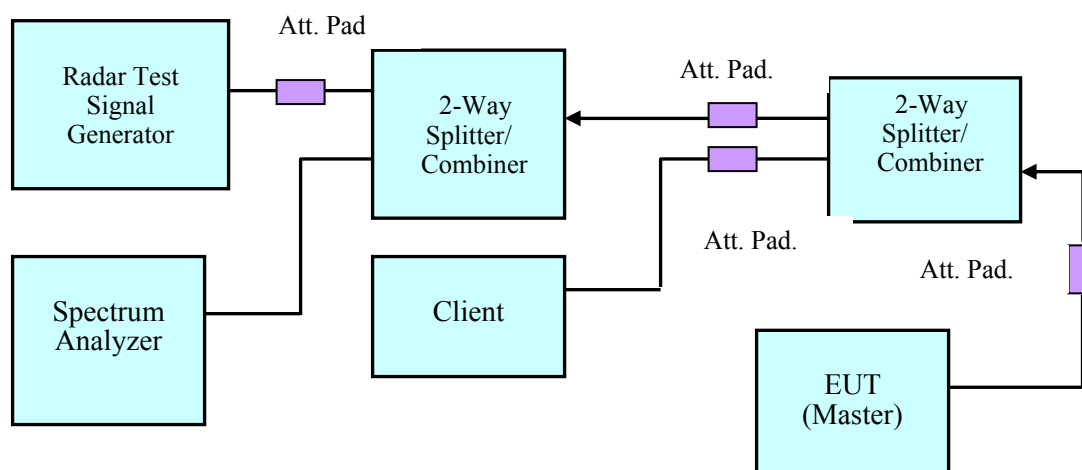 Att. Pad
Radar Test
Signal
Generator
2-Way
Splitter/
Combiner
Att. Pad.
2-Way
Splitter/
Combiner
Att. Pad.
Att. Pad.
Spectrum
Analyzer
Client
EUT
(Master)